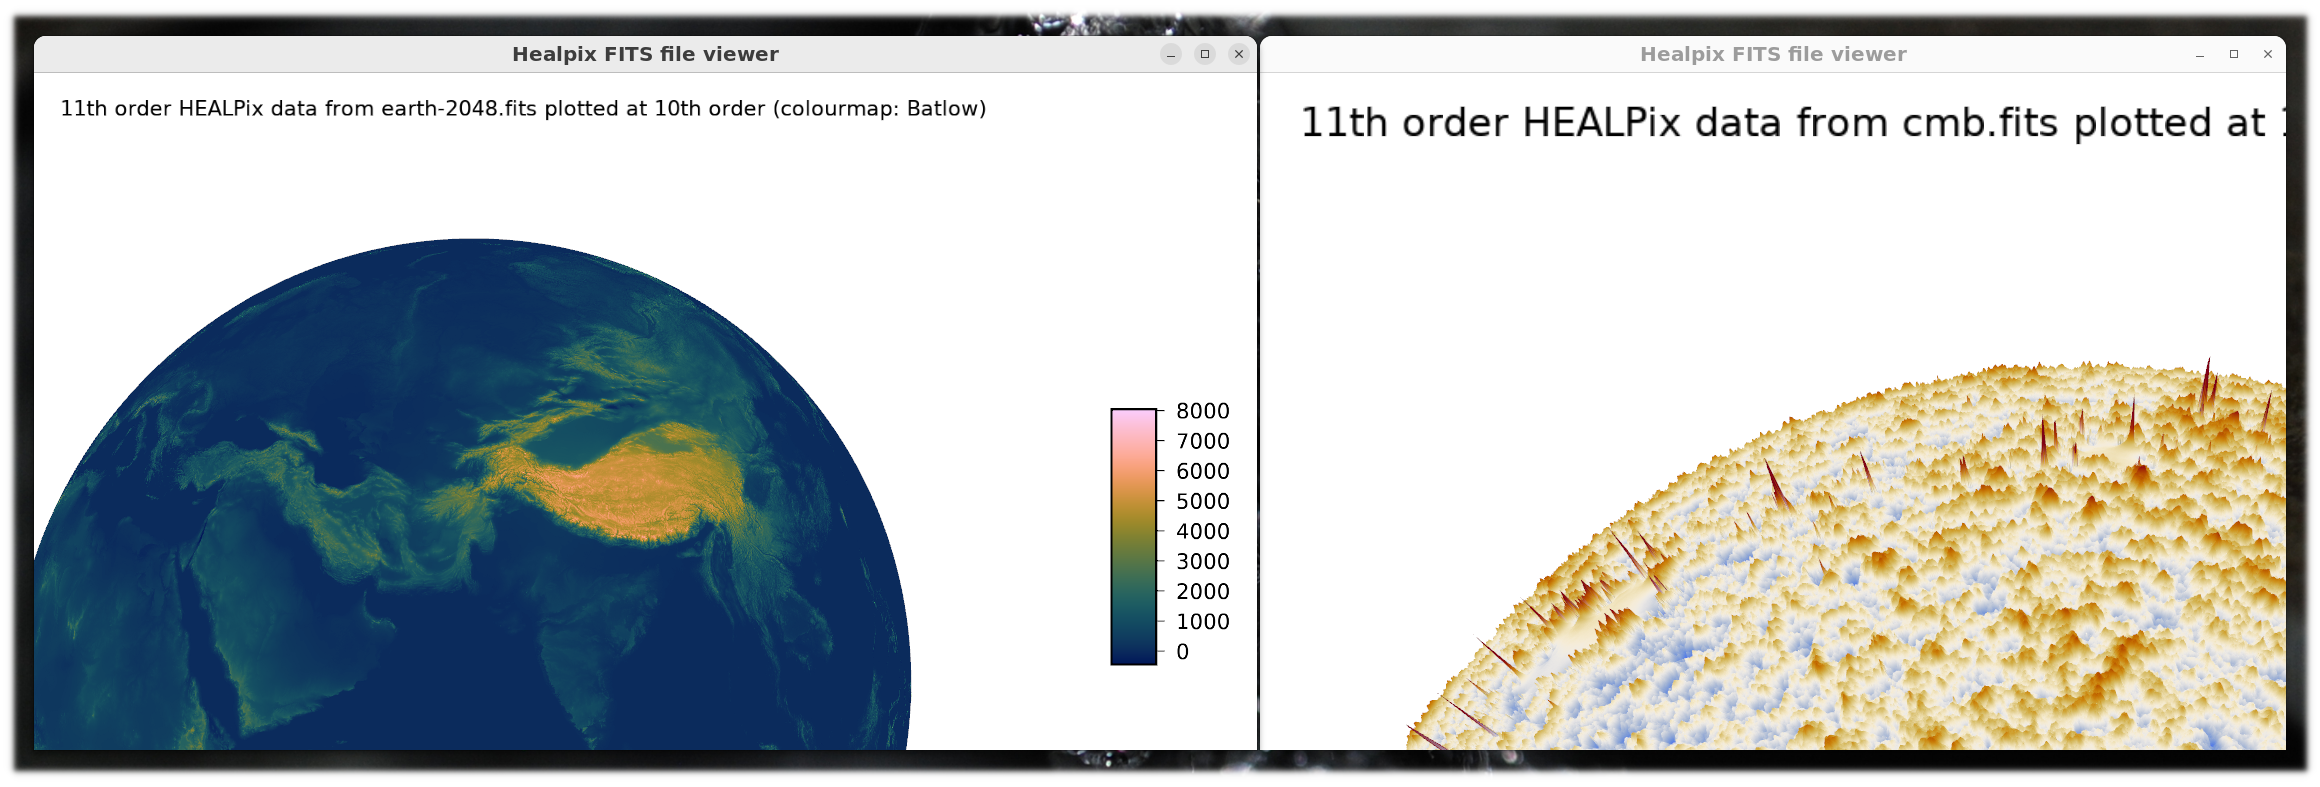 Healpix FITS file viewer
11th order HEALPix data from earth-2048.fits plotted at 10th order (colourmap: Batlow)
8000
7000
6000
5000
4000
3000
2000
1000
0
Healpix FITS file viewer
11th order HEALPix data from cmb.fits plotted at